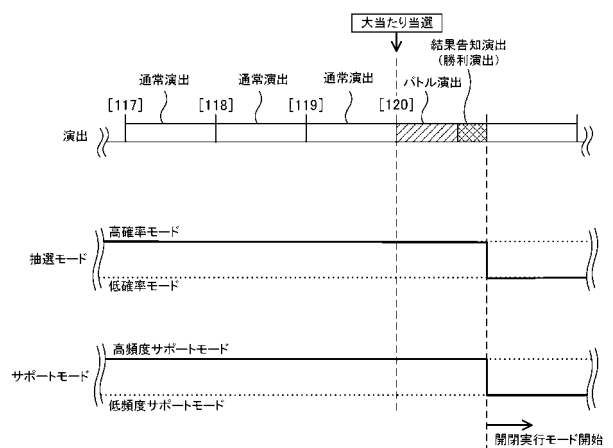 大当たり当選
結果告知演出
(勝利演出)
通常演出
通常演出
通常演出
バトル演出
[117]
[118]
[119]
[120]
演出
高確率モード
抽選モード
低確率モード
高頻度サポートモード
サポートモード
低頻度サポートモード
開閉実行モード開始